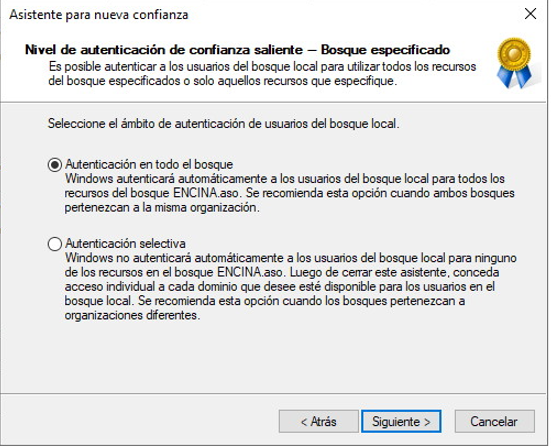 Asistente para nueva confianza
Nivel de autenticación de confianza saliente – Bosque especificado
Es posible autenticar a los usuarios del bosque local para utilizar todos los recursos
del bosque especificados o solo aquellos recursos que especifique.
Seleccione el ámbito de autenticación de usuarios del bosque local.
Autenticación en todo el bosque
Windows autenticará automáticamente a los usuarios del bosque local para todos los
recursos del bosque ENCINA.aso. Se recomienda esta opción cuando ambos bosques
pertenezcan a la misma organización.
Autenticación selectiva
Windows no autenticará automáticamente a los usuarios del bosque local para ninguno
de los recursos en el bosque ENCINA.aso. Luego de cerrar este asistente, conceda
acceso individual a cada dominio que desee esté disponible para los usuarios en el
bosque local. Se recomienda esta opción cuando los bosques pertenezcan a
organizaciones diferentes.
< Atrás
Siguiente >
Cancelar